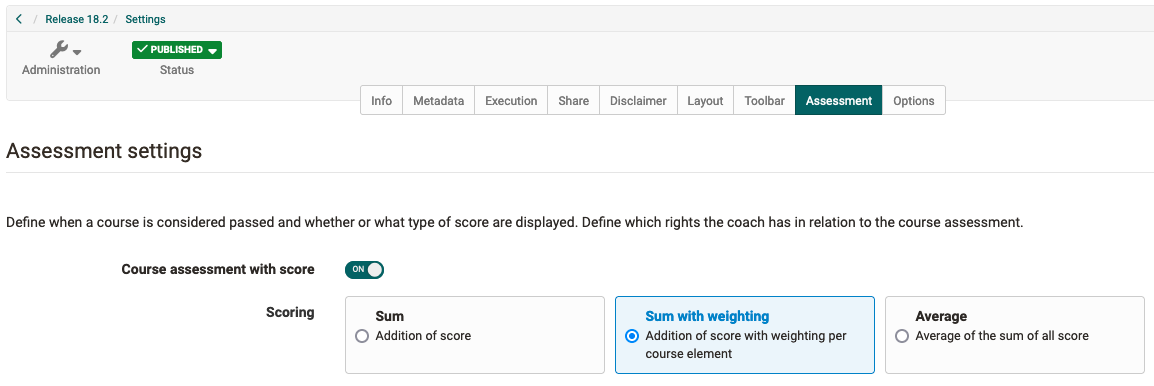 / Release 18.2 / Settings
Administration
PUBLISHED
Status
Info Metadata Execution Share Disclaimer Layout Toolbar Assessment Options
Assessment settings
Define when a course is considered passed and whether or what type of score are displayed. Define which rights the coach has in relation to the course assessment.
Course assessment with score ON
Scoring
Sum
Addition of score
Sum with weighting
Addition of score with weighting per
course element
Average
Average of the sum of all score